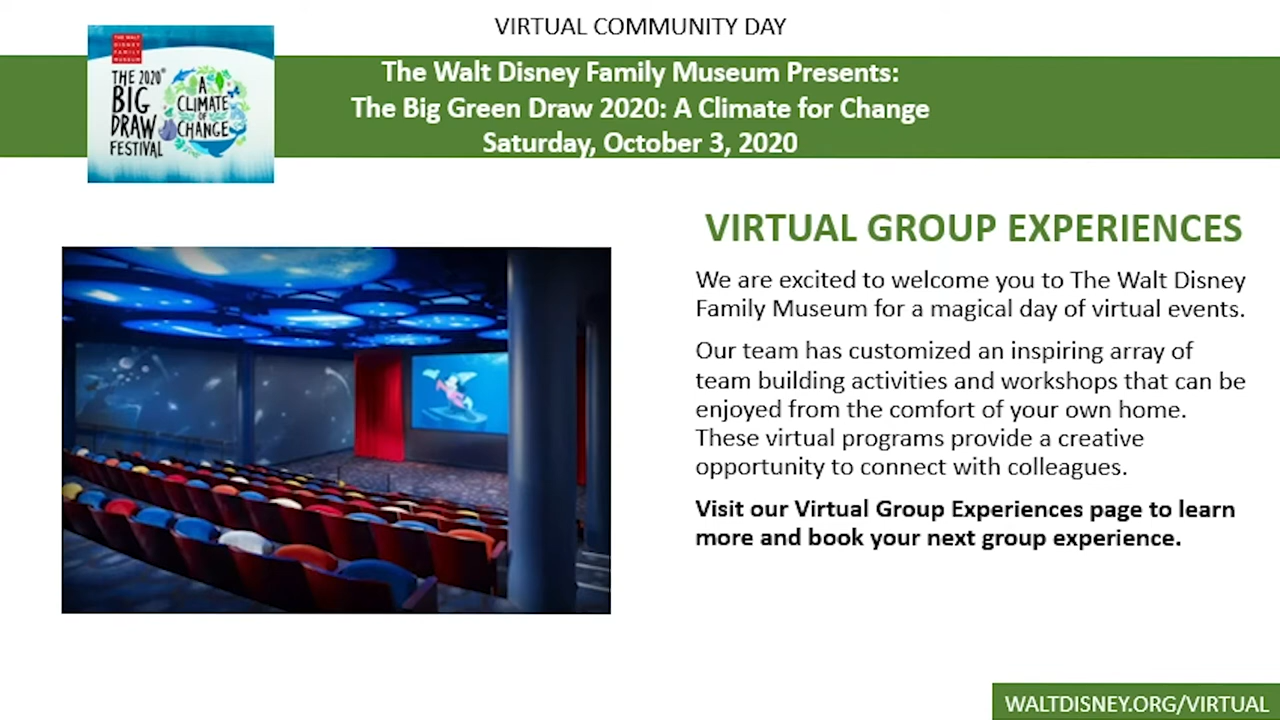 VIRTUAL COMMUNITY DAY
The Walt Disney Family Museum Presents:
The Big Green Draw 2020: A Climate for Change
Saturday, October 3, 2020
THE WALT
DISNEY
FAMILY
MUSEUM
THE 2020
BIG
DRAW
FESTIVAL
A
CLIMATE
OF
CHANGE
VIRTUAL GROUP EXPERIENCES
We are excited to welcome you to The Walt Disney
Family Museum for a magical day of virtual events.
Our team has customized an inspiring array of
team building activities and workshops that can be
enjoyed from the comfort of your own home.
These virtual programs provide a creative
opportunity to connect with colleagues.
Visit our Virtual Group Experiences page to learn
more and book your next group experience.
WALTDISNEY.ORG/VIRTUAL